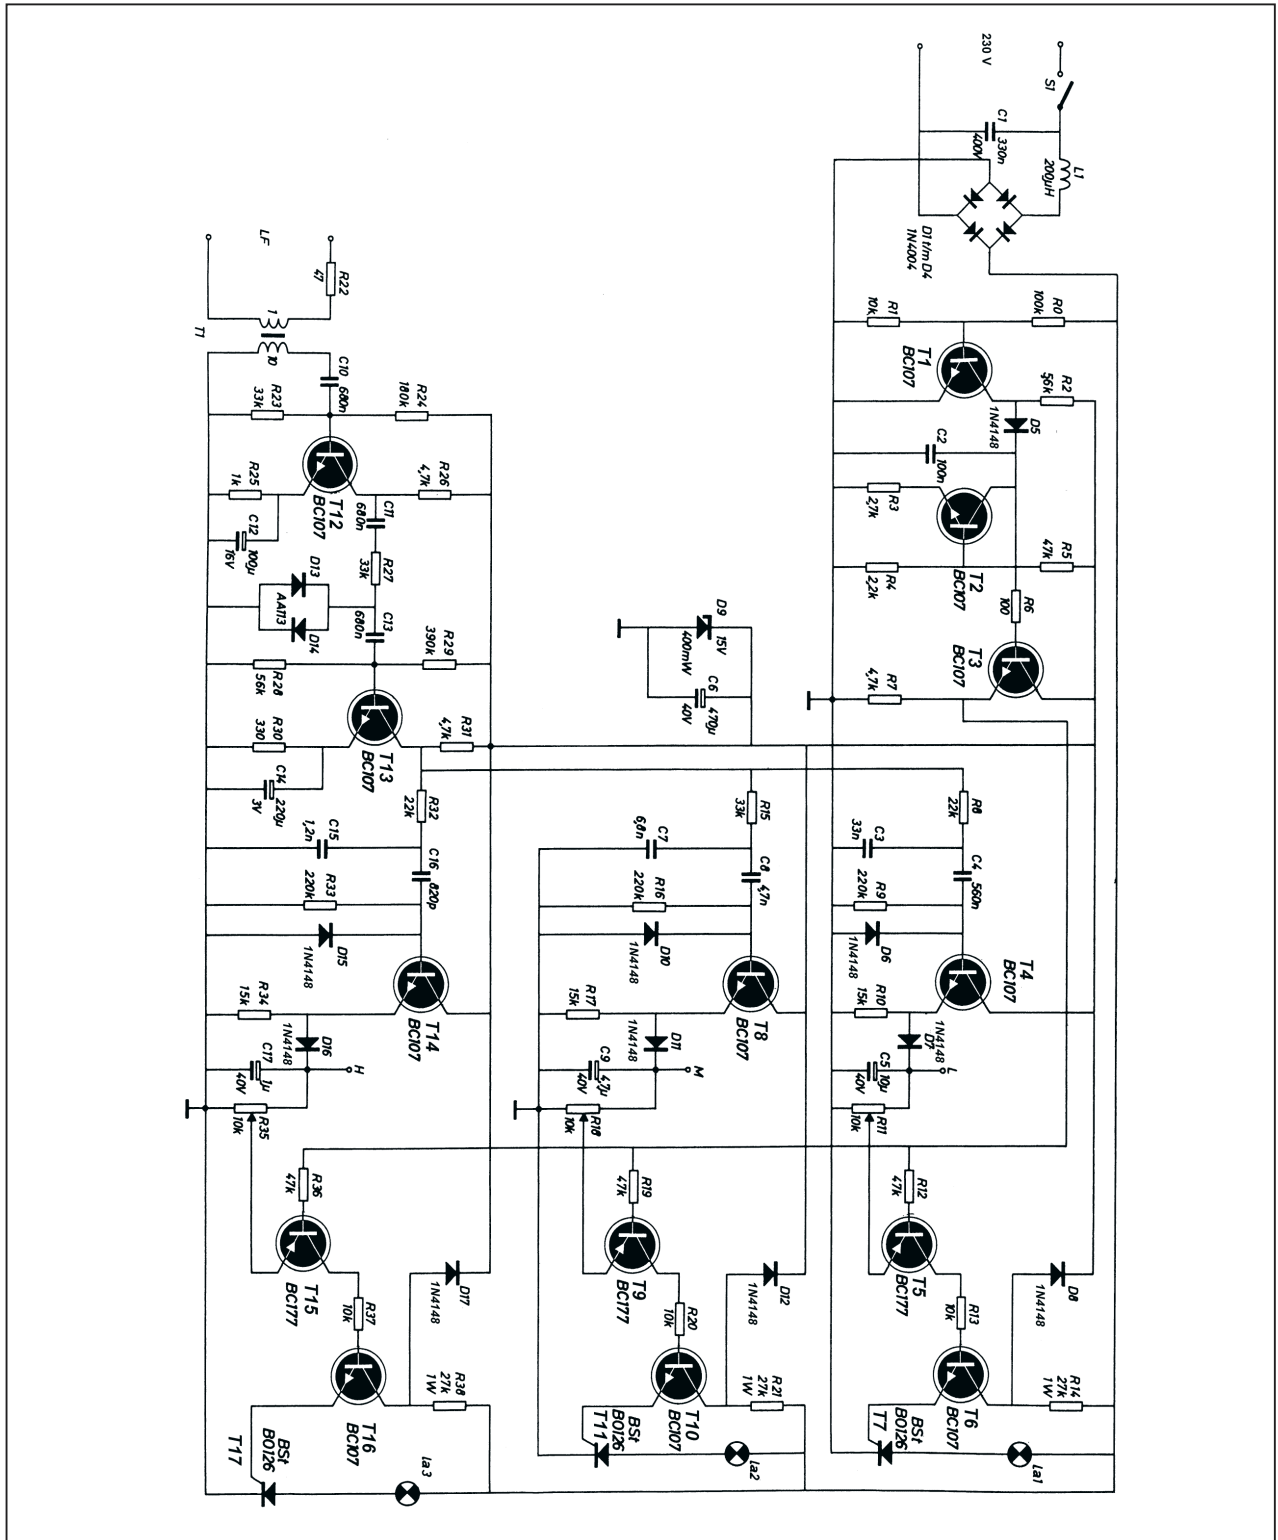 S1
230 V
L1
200µH
C1
330n
400V
D1 t/m D4
1N4004
R0
100k
R1
10k
T1
BC107
R2
56k
D5
1N4148
C2
100n
R3
2,7k
T2
BC107
R5
47k
R4
2,2k
R6
100
T3
BC107
R7
4,7k
R8
22k
C3
33n
C4
560n
R9
220k
D6
1N4148
T4
BC107
R10
15k
1N4148
D7
L
C5
10µ
40V
R11
10k
R12
47k
T5
BC177
R13
10k
D8
1N4148
T6
BC107
R14
27k
1W
BSt
BO126
T7
la1
D9
15V
400mW
C6
470µ
40V
R15
33k
C7
6,8n
C8
4,7n
R16
220k
D10
1N4148
T8
BC107
R17
15k
D11
1N4148
M
C9
4,7µ
40V
R18
10k
R19
47k
T9
BC177
R20
10k
D12
1N4148
T10
BC107
R21
27k
1W
BSt
BO126
T11
la2
LF
R22
47
1
10
T1
C10
680n
R24
180k
R23
33k
T12
BC107
R26
4,7k
R25
1k
C12
100µ
16V
C11
680n
R27
33k
D13
AA113
D14
C13
680n
R29
390k
R28
56k
T13
BC107
R31
4,7k
R30
330
C14
220µ
3V
R32
22k
C15
1,2n
C16
820p
R33
220k
D15
1N4148
T14
BC107
R34
15k
D16
1N4148
H
C17
1µ
40V
R35
10k
R36
47k
T15
BC177
R37
10k
D17
1N4148
T16
BC107
R38
27k
1W
BSt
BO126
T17
la3